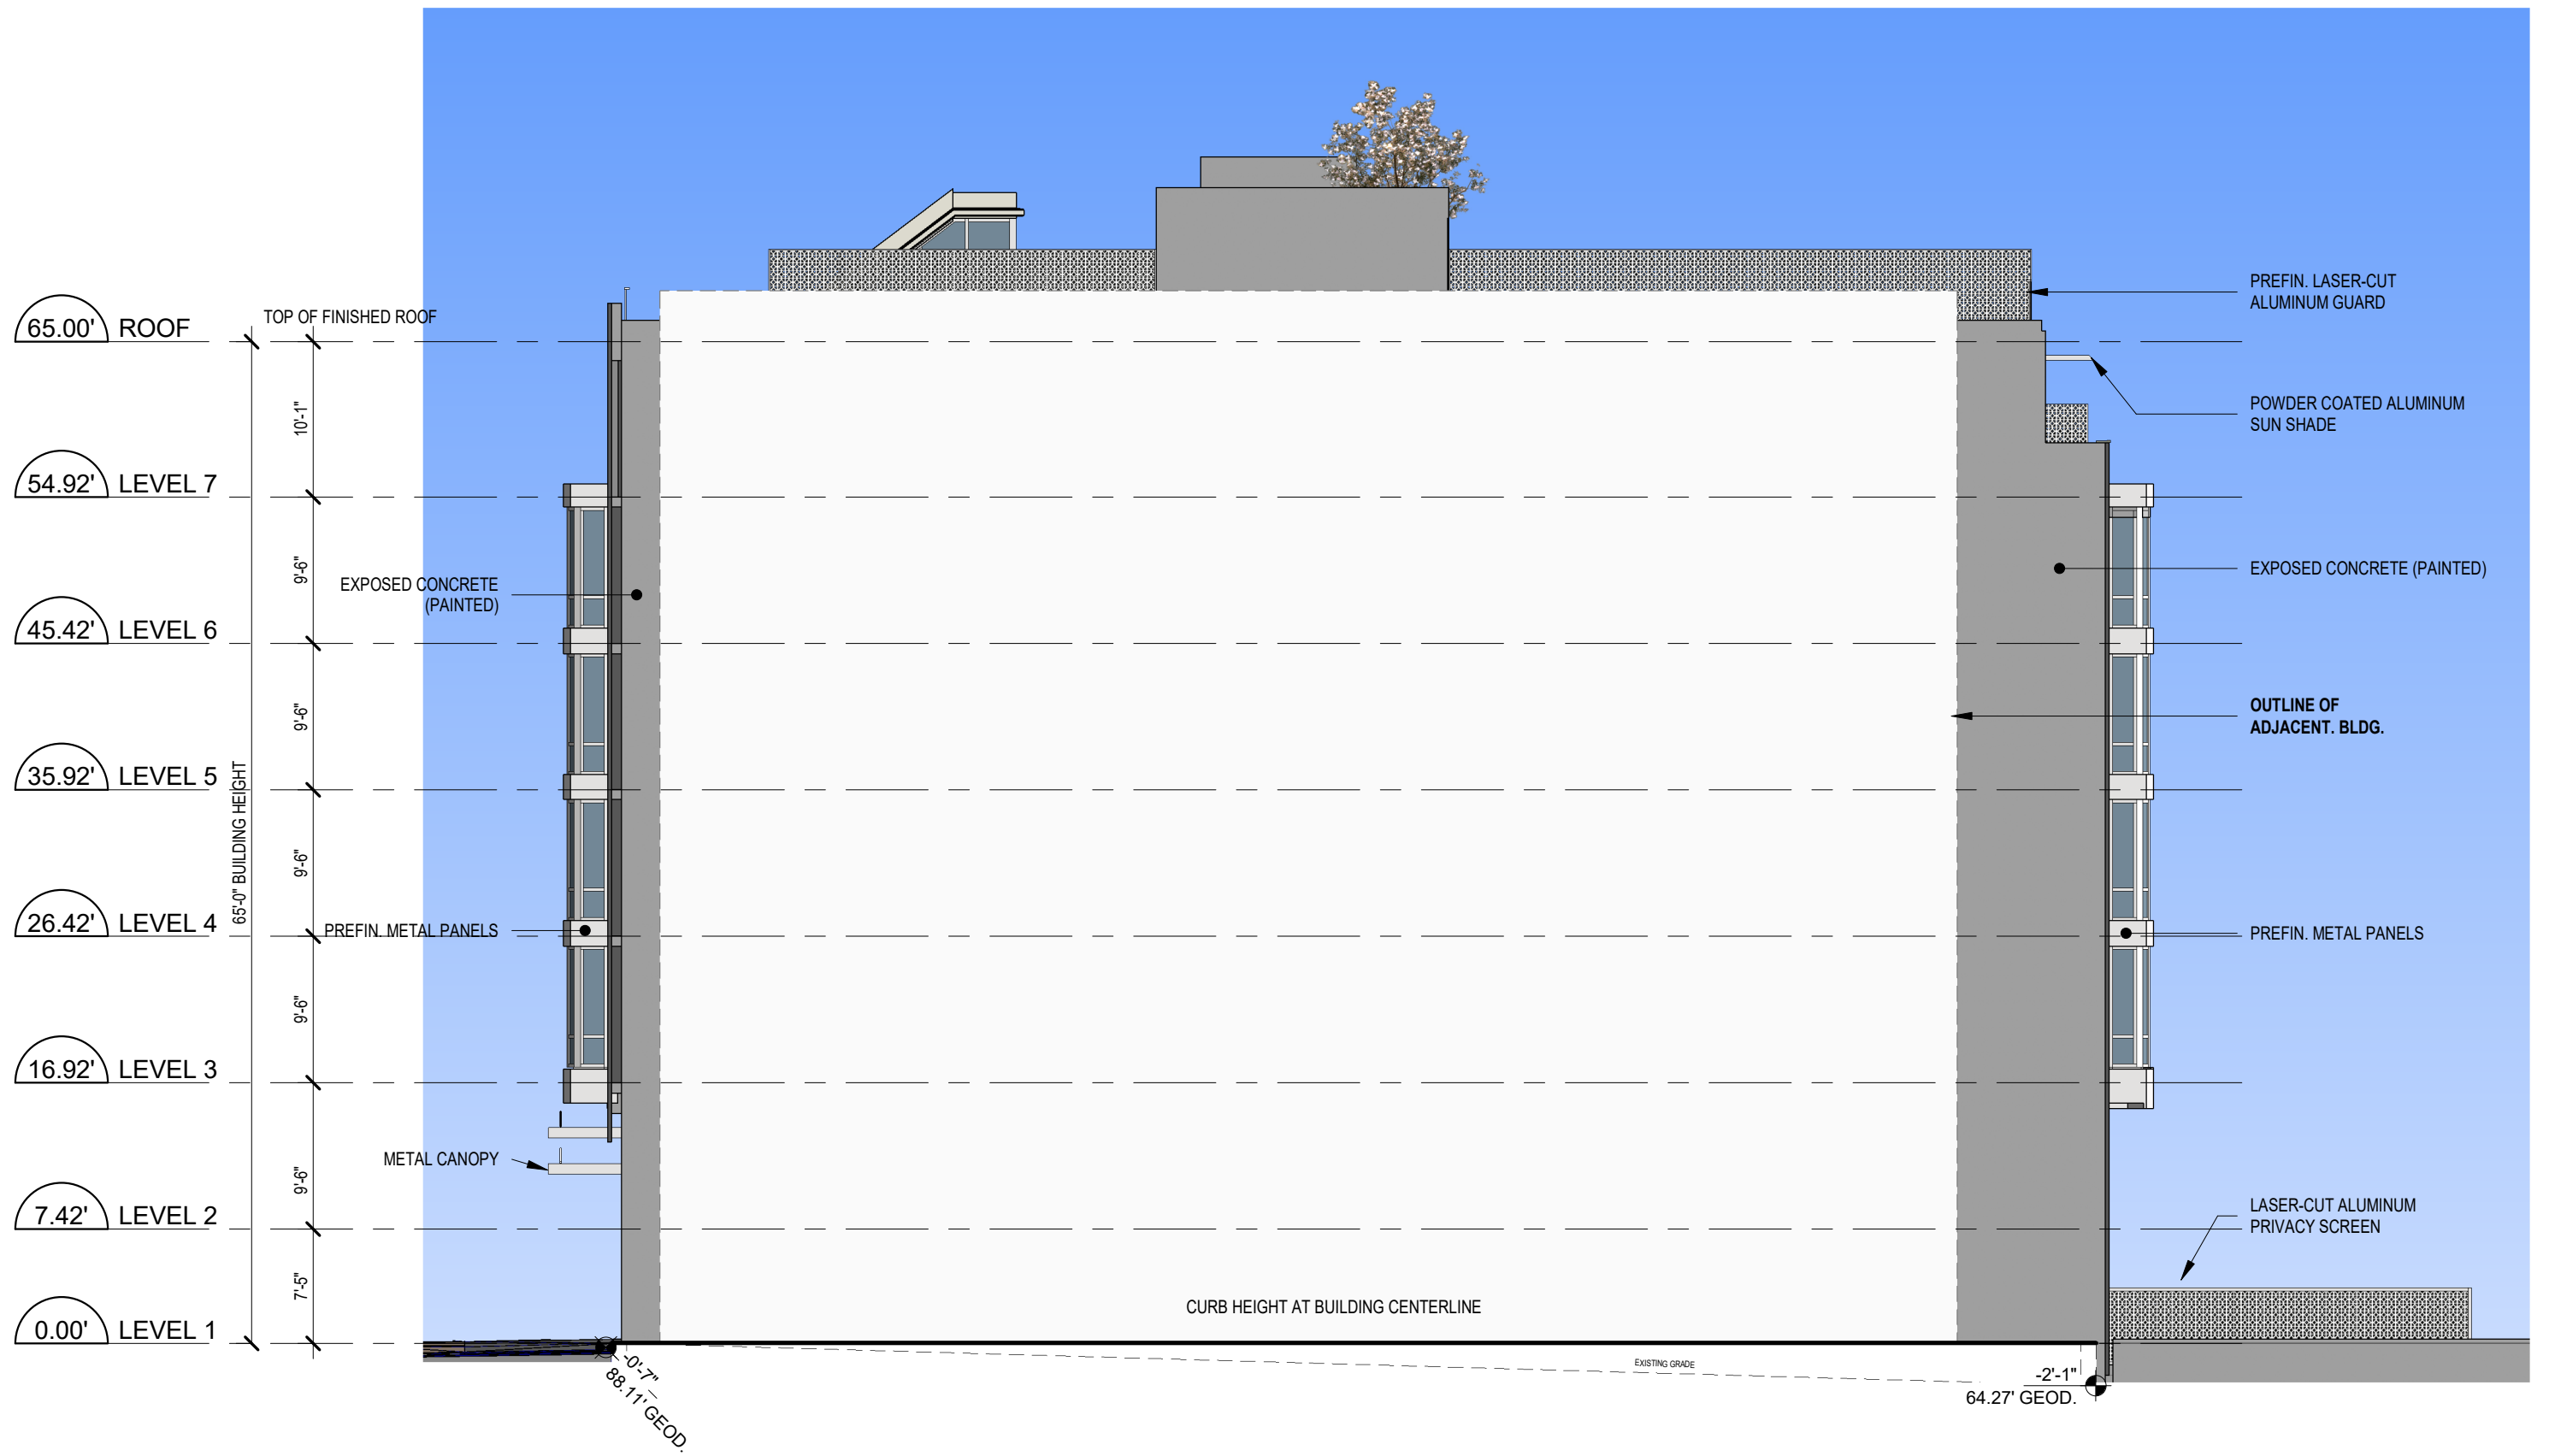 65.00' ROOF
TOP OF FINISHED ROOF
10'-1"
54.92' LEVEL 7
9'-6"
45.42' LEVEL 6
9'-6"
35.92' LEVEL 5
65'-0" BUILDING HEIGHT
9'-6"
26.42' LEVEL 4
9'-6"
16.92' LEVEL 3
9'-6"
7.42' LEVEL 2
7'-5"
0.00' LEVEL 1
EXPOSED CONCRETE
(PAINTED)
PREFIN. METAL PANELS
METAL CANOPY
-0'-7"
88.11' GEOD.
CURB HEIGHT AT BUILDING CENTERLINE
EXISTING GRADE
-2'-1"
64.27' GEOD.
PREFIN. LASER-CUT
ALUMINUM GUARD
POWDER COATED ALUMINUM
SUN SHADE
EXPOSED CONCRETE (PAINTED)
OUTLINE OF
ADJACENT. BLDG.
PREFIN. METAL PANELS
LASER-CUT ALUMINUM
PRIVACY SCREEN